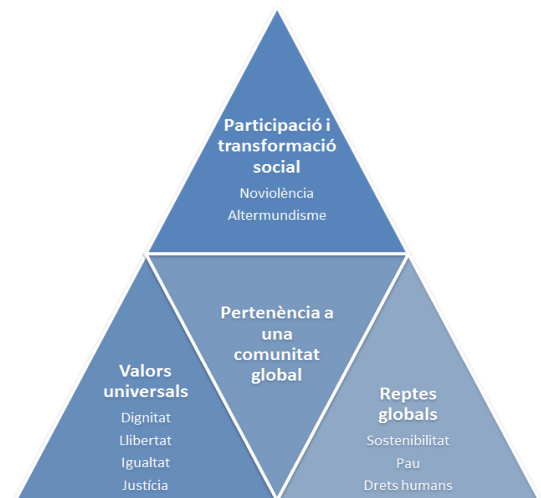 Participació i
transformació
social
Noviolència
Altermundisme
Pertenència a
una
comunitat
global
Valors
universals
Dignitat
Llibertat
Igualtat
Justícia
Reptes
globals
Sostenibilitat
Pau
Drets humans